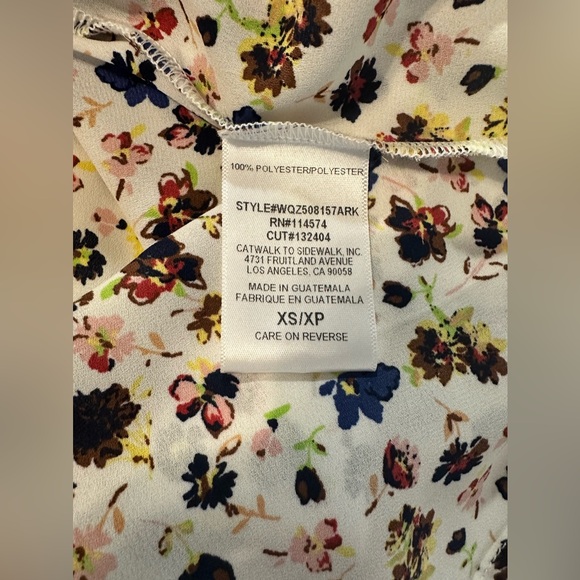 100% POLYESTER/POLYESTER
STYLE#WQZ508157ARK
RN#114574
CUT#132404
CATWALK TO SIDEWALK, INC.
4731 FRUITLAND AVENUE
LOS ANGELES, CA 90058
MADE IN GUATEMALA
FABRIQUE EN GUATEMALA
XS/XP
CARE ON REVERSE